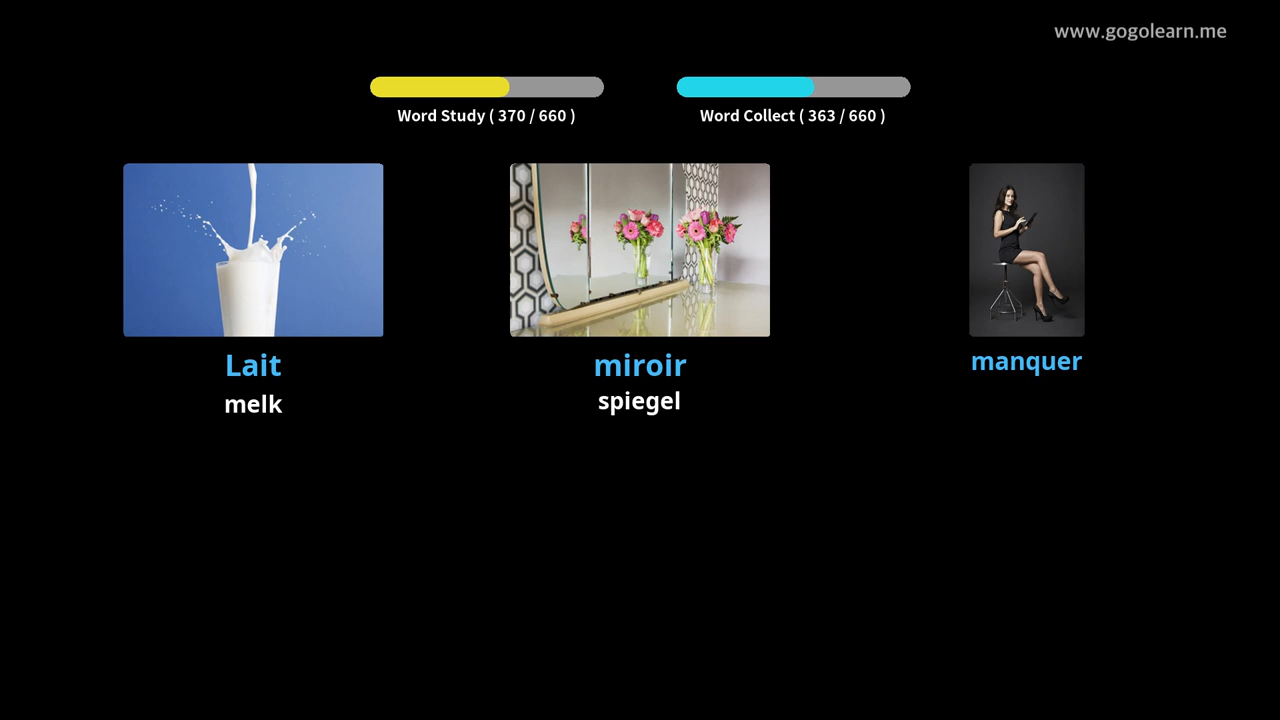 www.gogolearn.me
Word Study ( 370 / 660 )
Word Collect ( 363 / 660 )
Lait
melk
miroir
spiegel
manquer